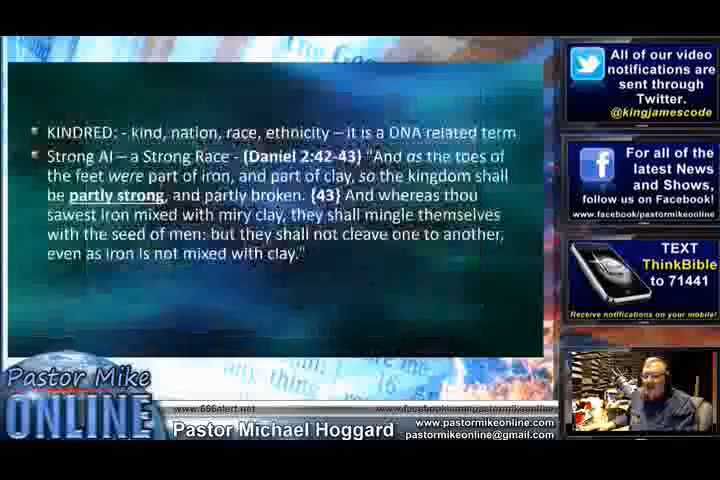 KINDRED: - kind, nation, race, ethnicity – it is a DNA related term
Strong AI – a Strong Race - (Daniel 2:42-43} "And as the toes of
the feet were part of iron, and part of clay, so the kingdom shall
be partly strong, and partly broken. {43} And whereas thou
sawest iron mixed with miry clay, they shall mingle themselves
with the seed of men: but they shall not cleave one to another,
even as iron is not mixed with clay."
All of our video
notifications are
sent through
Twitter.
@kingjamescode
For all of the
latest News
and Shows,
follow us on Facebook!
www.facebook/pastormikeonline
TEXT
ThinkBible
to 71441
Receive notifications on your mobile!
Pastor Mike
ONLINE
www.666alert.net
www.facebook.com/pastormikeonline
Pastor Michael Hoggard
www.pastormikeonline.com
pastormikeonline@gmail.com